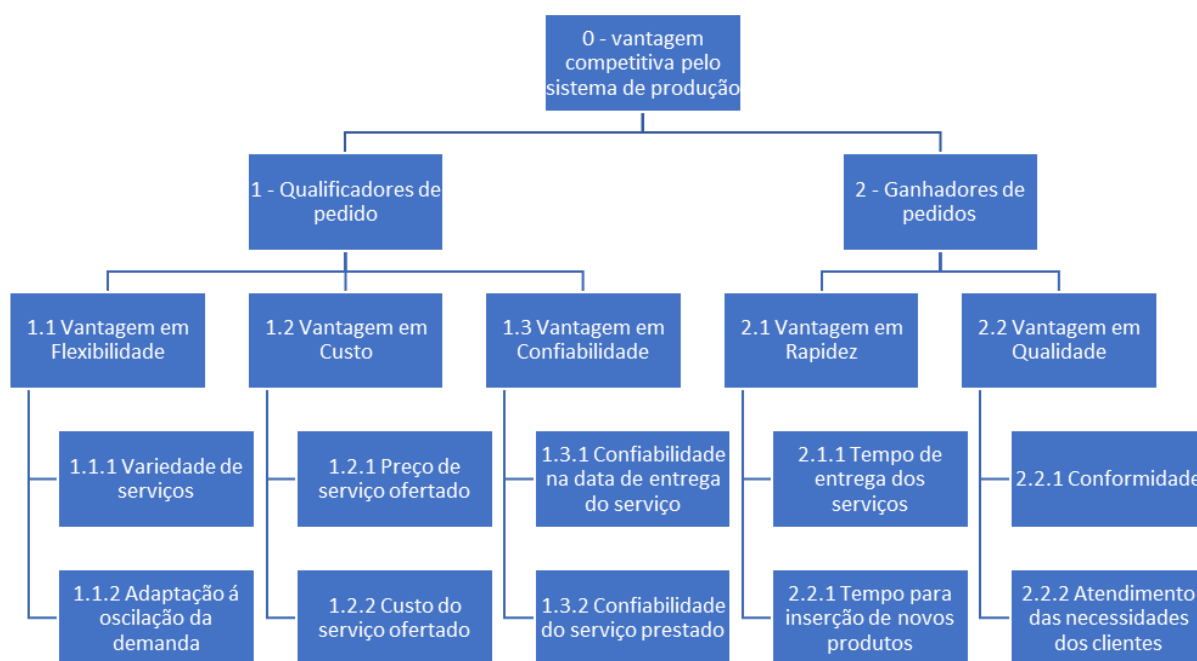 0 - vantagem
competitiva pelo
sistema de produção
1 - Qualificadores de
pedido
2 - Ganhadores de
pedidos
1.1 Vantagem em
Flexibilidade
1.2 Vantagem em
Custo
1.3 Vantagem em
Confiabilidade
2.1 Vantagem em
Rapidez
2.2 Vantagem em
Qualidade
1.1.1 Variedade de
serviços
1.2.1 Preço de
serviço ofertado
1.3.1 Confiabilidade
na data de entrega
do serviço
2.1.1 Tempo de
entrega dos
serviços
2.2.1 Conformidade
1.1.2 Adaptação á
oscilação da
demanda
1.2.2 Custo do
serviço ofertado
1.3.2 Confiabilidade
do serviço prestado
2.2.1 Tempo para
inserção de novos
produtos
2.2.2 Atendimento
das necessidades
dos clientes